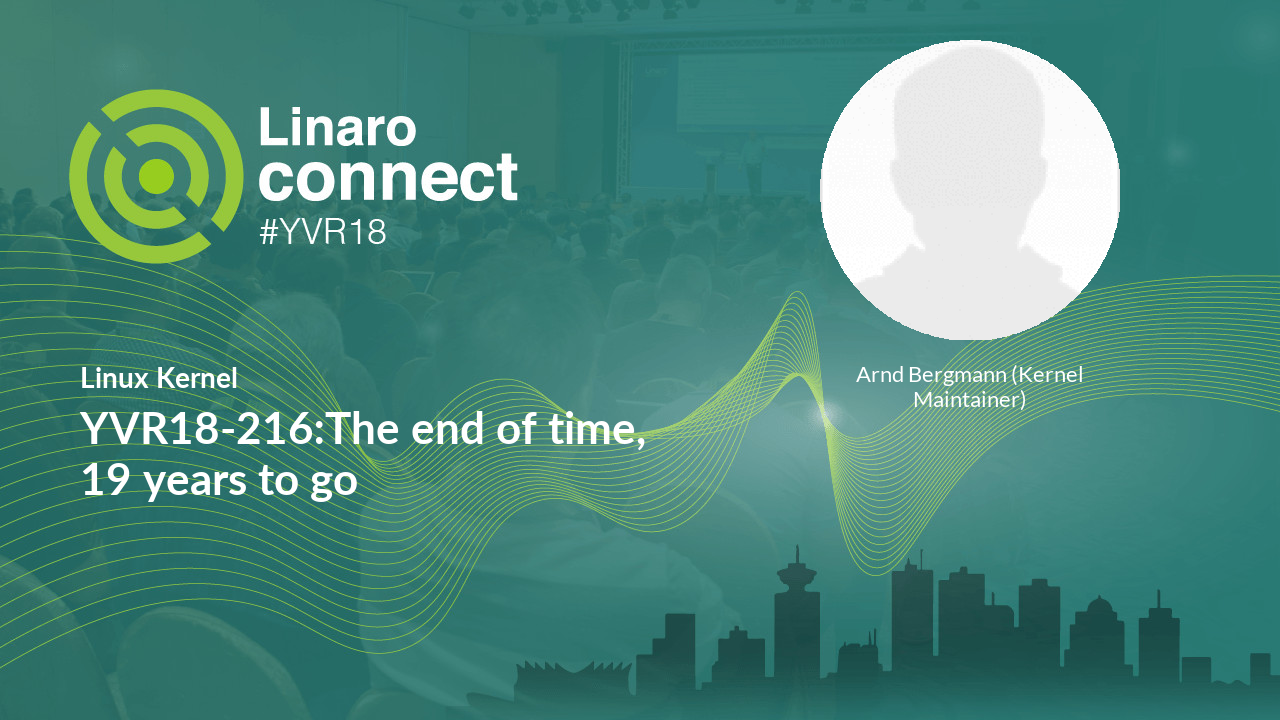 Linaro
connect
#YVR18
Linux Kernel
YVR18-216:The end of time,
19 years to go
Arnd Bergmann (Kernel
Maintainer)